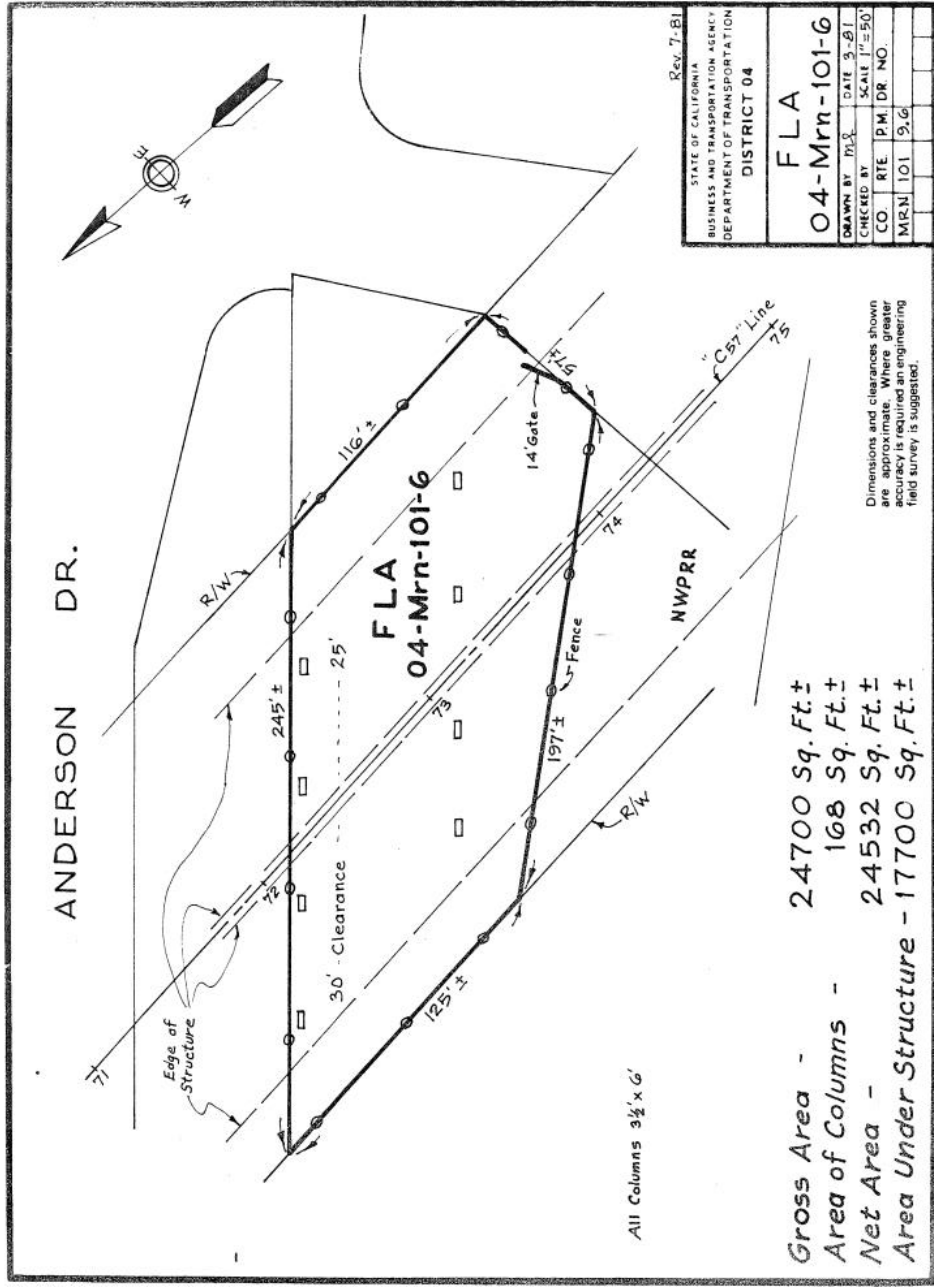 ANDERSON DR.
E
W
71
72
73
74
75
Edge of
Structure
R/W
116' ±
245' ±
57' ±
14' Gate
FLA
04-Mrn-101-6
30' - Clearance - - - - - - 25'
Fence
197' ±
125' ±
R/W
NWPRR
"C57" Line
All Columns 3½' x 6'
Gross Area - 24700 Sq. Ft. ±
Area of Columns - 168 Sq. Ft. ±
Net Area - 24532 Sq. Ft. ±
Area Under Structure - 17700 Sq. Ft. ±
Dimensions and clearances shown
are approximate. Where greater
accuracy is required an engineering
field survey is suggested.
Rev. 7-81
STATE OF CALIFORNIA
BUSINESS AND TRANSPORTATION AGENCY
DEPARTMENT OF TRANSPORTATION
DISTRICT 04
FLA
04-Mrn-101-6
DRAWN BY DATE 3-81
CHECKED BY SCALE 1"=50'
CO. RTE. P.M. DR. NO.
MRN 101 9.6